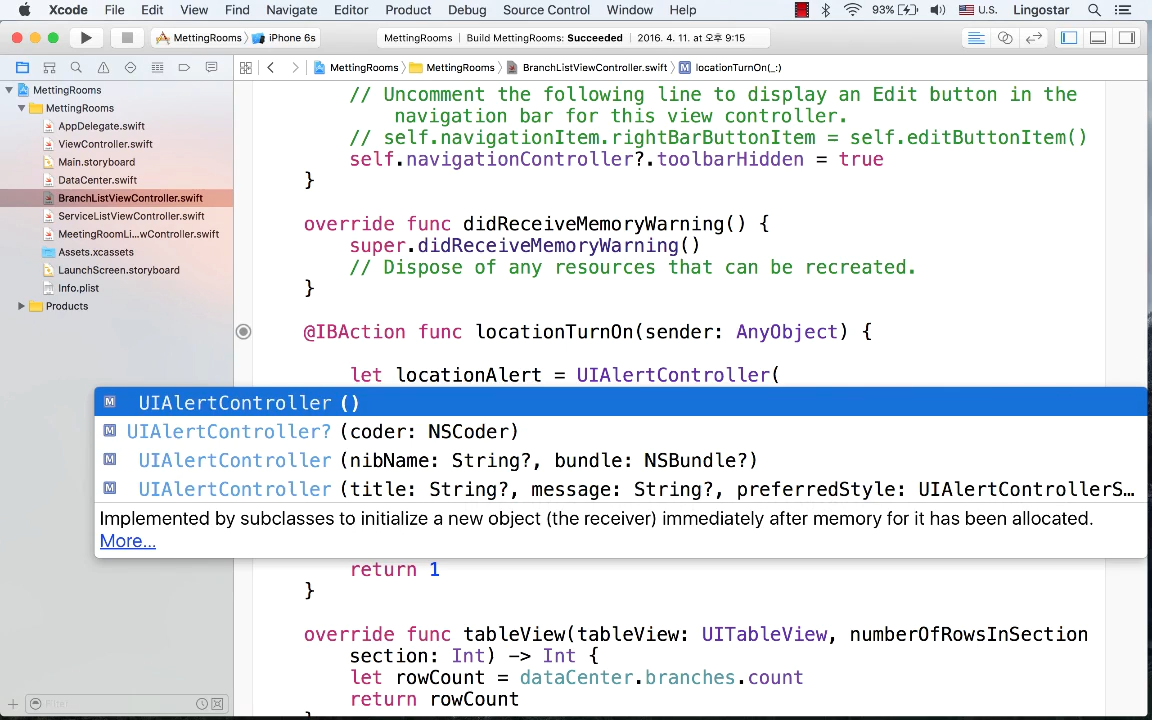 Xcode File Edit View Find Navigate Editor Product Debug Source Control Window Help 93% U.S. Lingostar
MettingRooms iPhone 6s MettingRooms | Build MettingRooms: Succeeded | 2016. 4. 11. at 오후 9:15
MettingRooms MettingRooms BranchListViewController.swift M locationTurnOn(_:)
MettingRooms
MettingRooms
AppDelegate.swift
ViewController.swift
Main.storyboard
DataCenter.swift
BranchListViewController.swift
ServiceListViewController.swift
MeetingRoomLi...wController.swift
Assets.xcassets
LaunchScreen.storyboard
Info.plist
Products
Filter
// Uncomment the following line to display an Edit button in the
navigation bar for this view controller.
// self.navigationItem.rightBarButtonItem = self.editButtonItem()
self.navigationController?.toolbarHidden = true
}
override func didReceiveMemoryWarning() {
super.didReceiveMemoryWarning()
// Dispose of any resources that can be recreated.
}
@IBAction func locationTurnOn(sender: AnyObject) {
let locationAlert = UIAlertController(
M UIAlertController ()
M UIAlertController? (coder: NSCoder)
M UIAlertController (nibName: String?, bundle: NSBundle?)
M UIAlertController (title: String?, message: String?, preferredStyle: UIAlertControllerS...
Implemented by subclasses to initialize a new object (the receiver) immediately after memory for it has been allocated.
More...
return 1
}
override func tableView(tableView: UITableView, numberOfRowsInSection
section: Int) -> Int {
let rowCount = dataCenter.branches.count
return rowCount